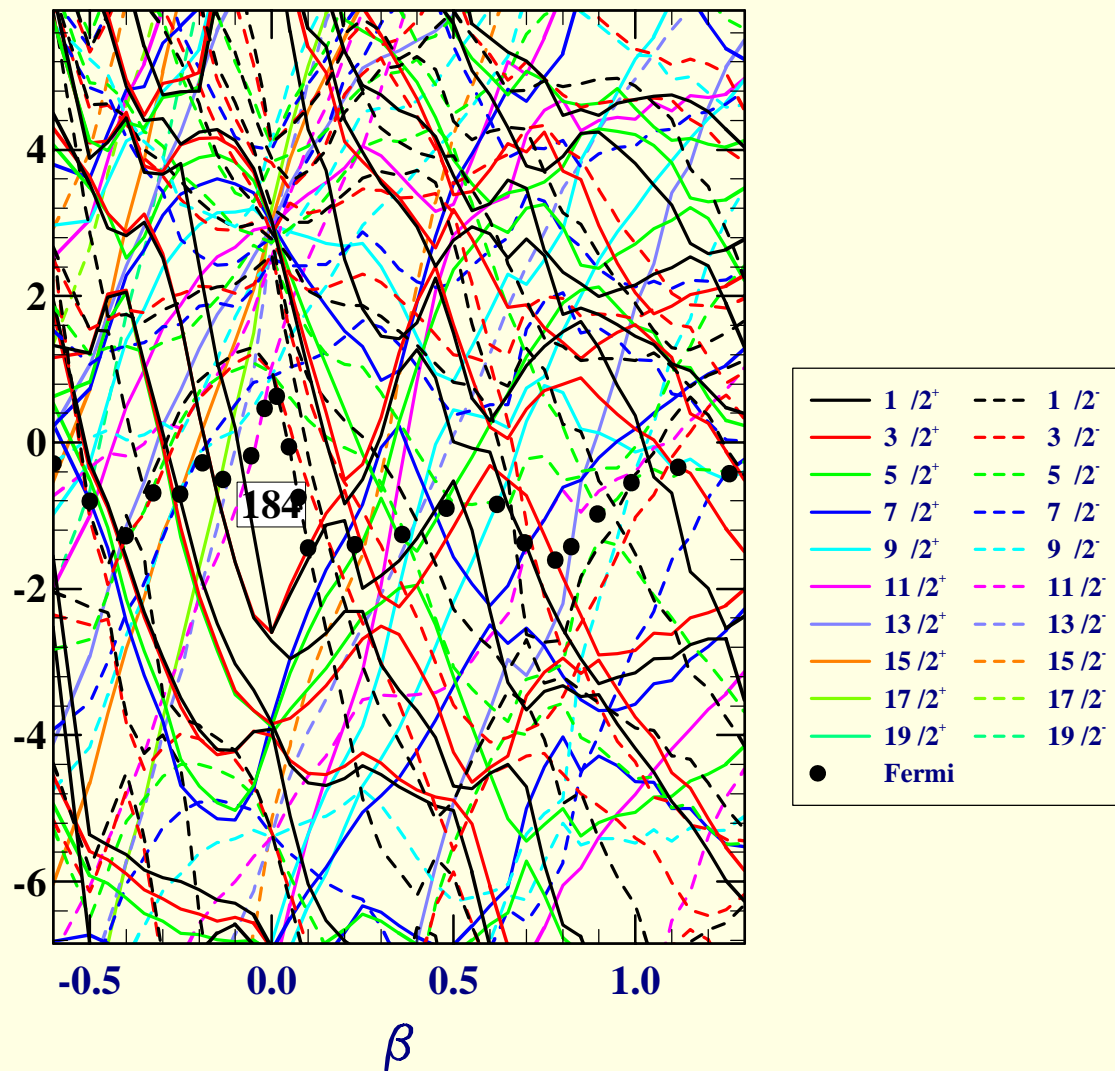 4
2
0
184
-2
-4
-6
-0.5 0.0 0.5 1.0
β
1 /2+ 1 /2-
3 /2+ 3 /2-
5 /2+ 5 /2-
7 /2+ 7 /2-
9 /2+ 9 /2-
11 /2+ 11 /2-
13 /2+ 13 /2-
15 /2+ 15 /2-
17 /2+ 17 /2-
19 /2+ 19 /2-
Fermi